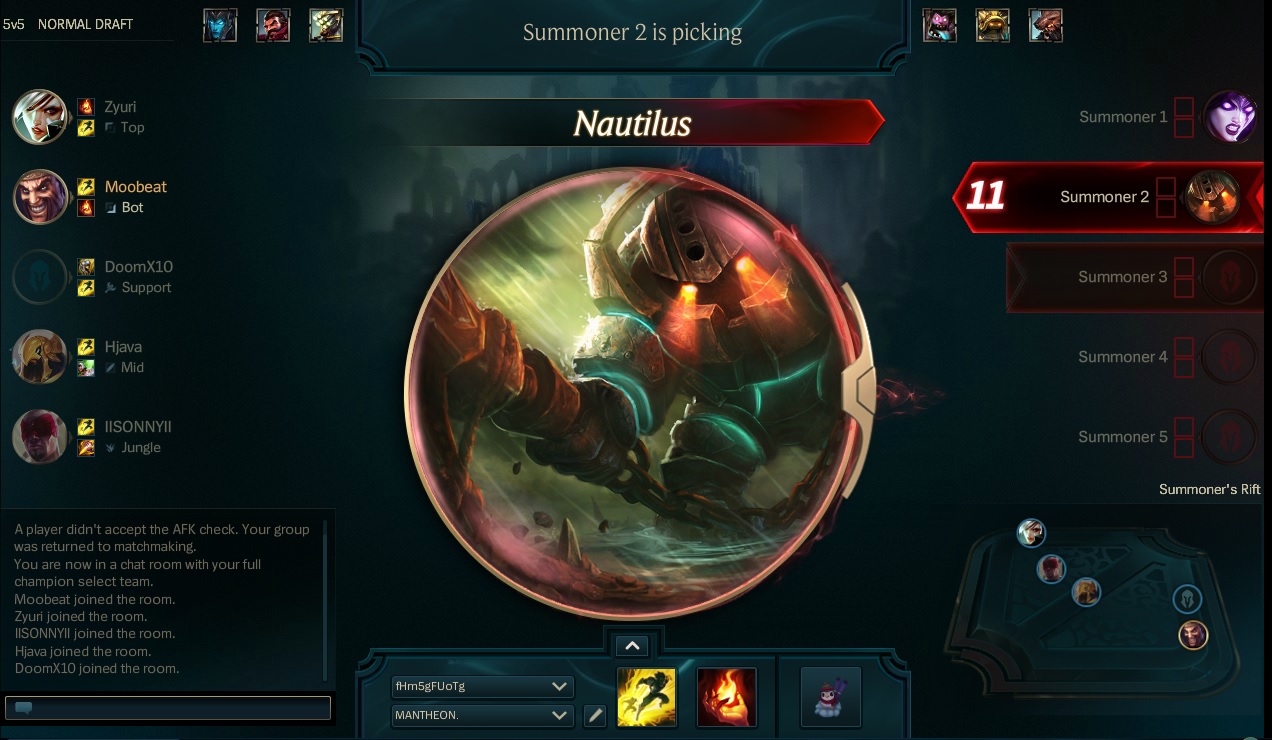 5v5 NORMAL DRAFT
Summoner 2 is picking
Nautilus
Zyuri
Top
Moobeat
Bot
DoomX10
Support
Hjava
Mid
IISONNYII
Jungle
Summoner 1
11 Summoner 2
Summoner 3
Summoner 4
Summoner 5
Summoner's Rift
A player didn't accept the AFK check. Your group
was returned to matchmaking.
You are now in a chat room with your full
champion select team.
Moobeat joined the room.
Zyuri joined the room.
IISONNYII joined the room.
Hjava joined the room.
DoomX10 joined the room.
fHm5gFUoTg
MANTHEON.